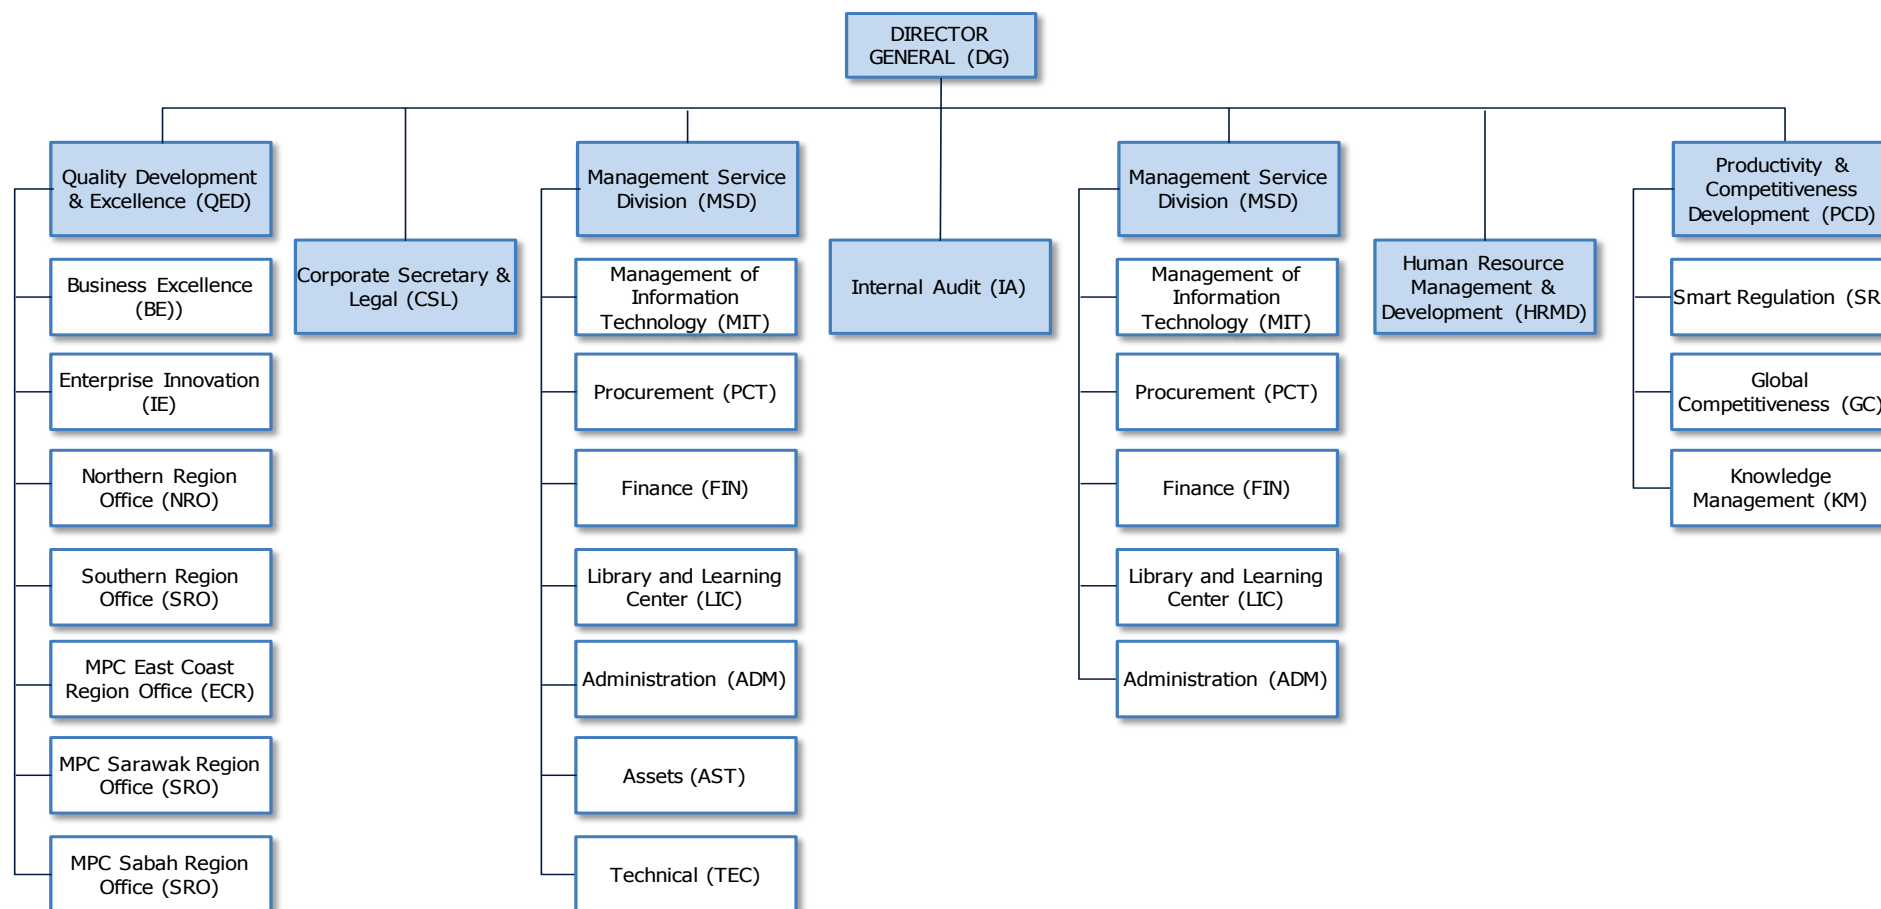 DIRECTOR
GENERAL (DG)
Quality Development
& Excellence (QED)
Business Excellence
(BE))
Enterprise Innovation
(IE)
Northern Region
Office (NRO)
Southern Region
Office (SRO)
MPC East Coast
Region Office (ECR)
MPC Sarawak Region
Office (SRO)
MPC Sabah Region
Office (SRO)
Corporate Secretary &
Legal (CSL)
Management Service
Division (MSD)
Management of
Information
Technology (MIT)
Procurement (PCT)
Finance (FIN)
Library and Learning
Center (LIC)
Administration (ADM)
Assets (AST)
Technical (TEC)
Internal Audit (IA)
Management Service
Division (MSD)
Management of
Information
Technology (MIT)
Procurement (PCT)
Finance (FIN)
Library and Learning
Center (LIC)
Administration (ADM)
Human Resource
Management &
Development (HRMD)
Productivity &
Competitiveness
Development (PCD)
Smart Regulation (SR
Global
Competitiveness (GC)
Knowledge
Management (KM)